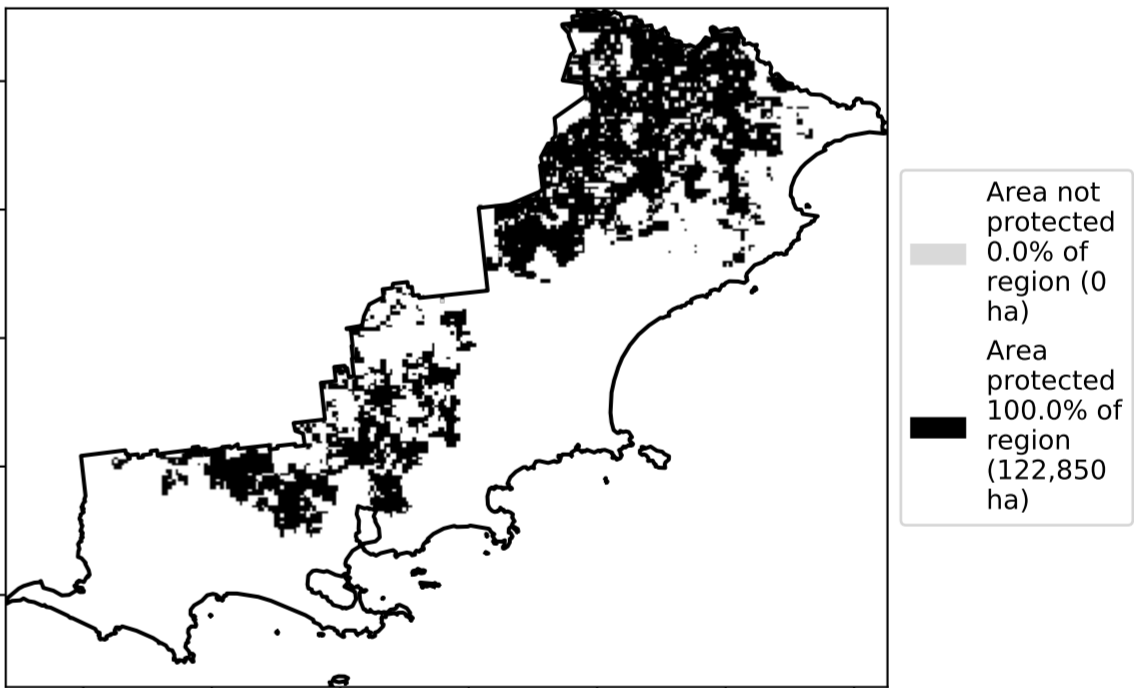 Area not
protected
0.0% of
region (0
ha)
Area
protected
100.0% of
region
(122,850
ha)